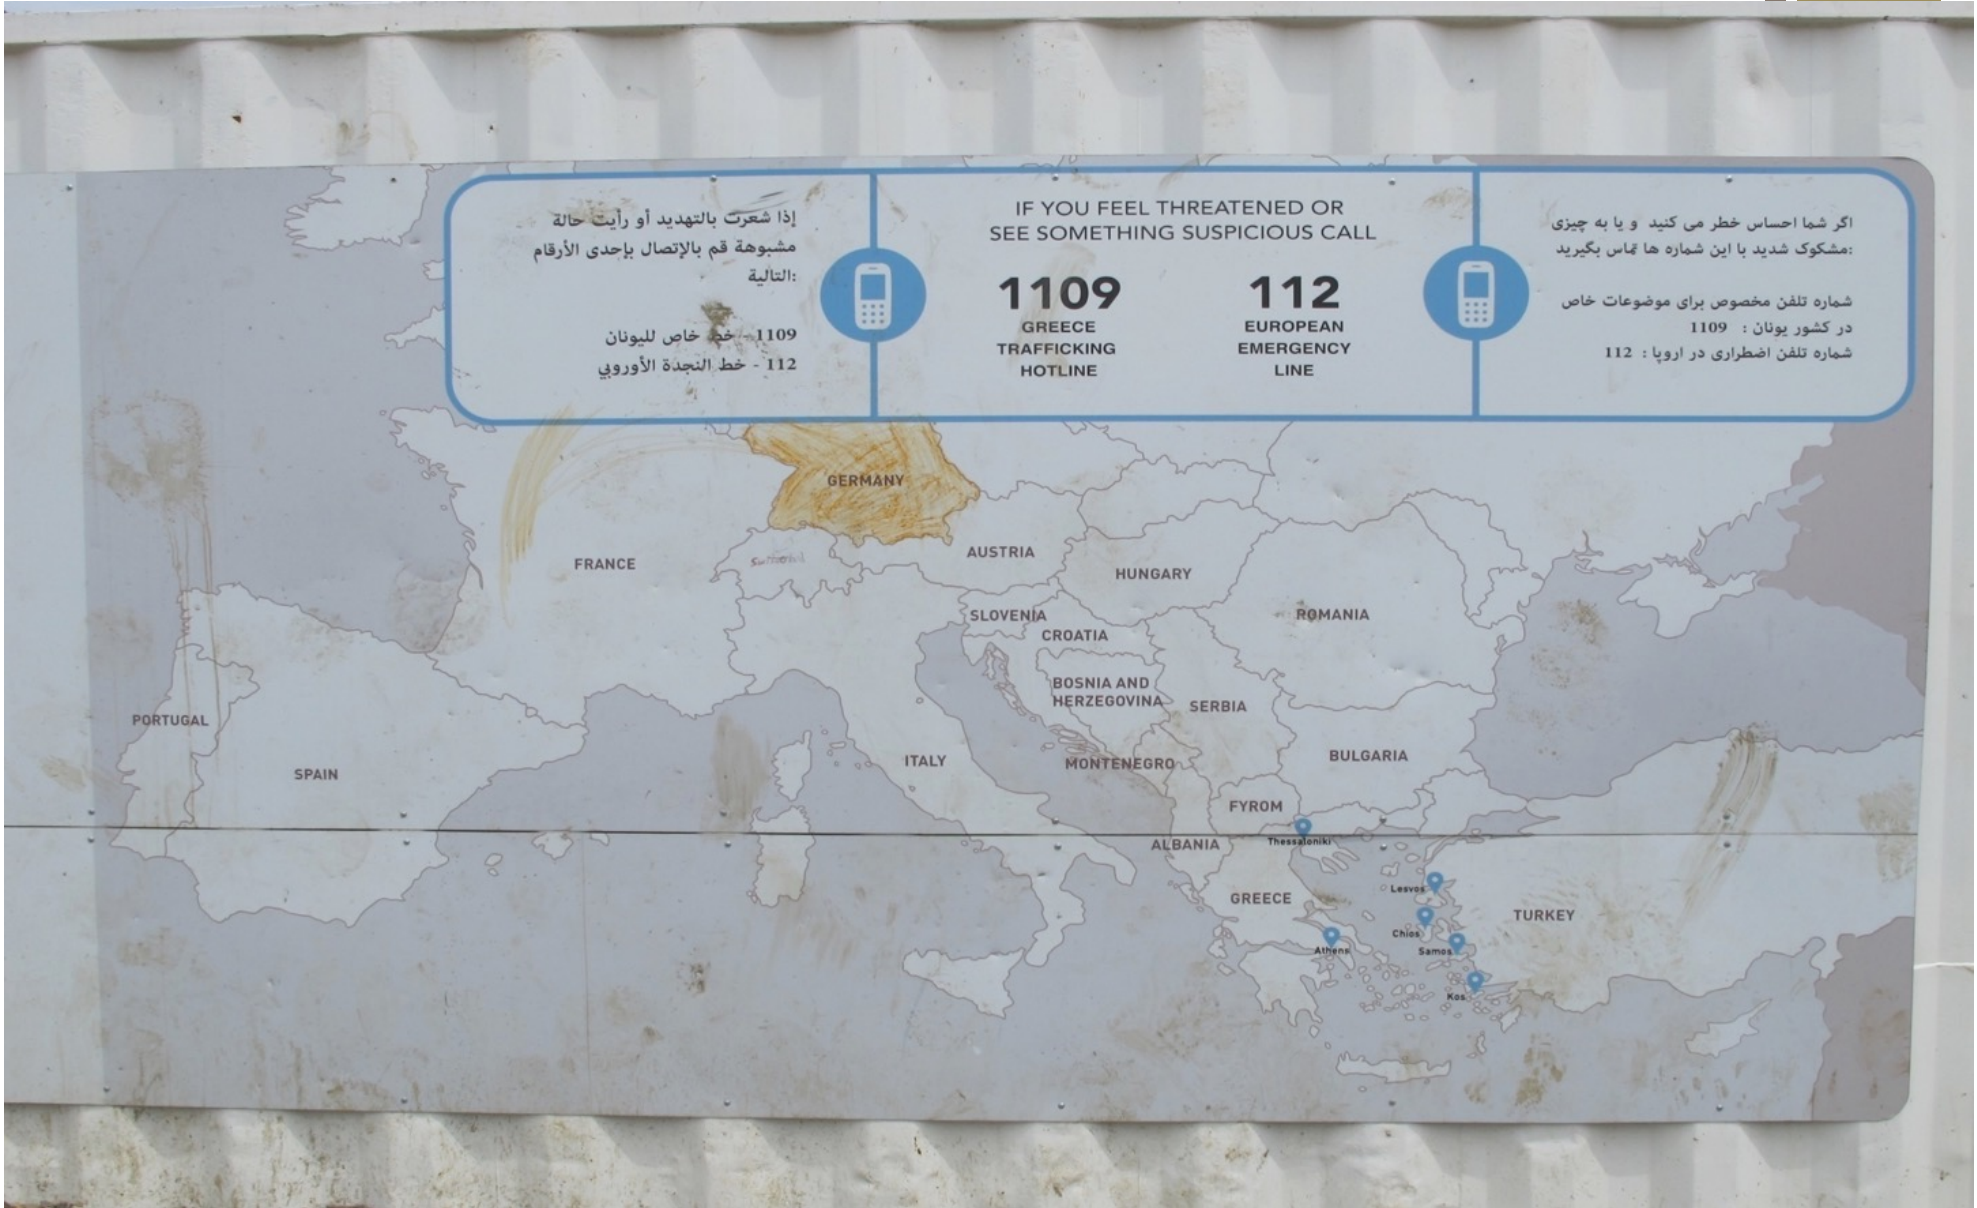 إذا شعرت بالتهديد أو رأيت حالة
مشبوهة قم بالإتصال بإحدى الأرقام
التالية:
1109 - خط خاص لليونان
112 - خط النجدة الأوروبي
IF YOU FEEL THREATENED OR
SEE SOMETHING SUSPICIOUS CALL
1109
GREECE
TRAFFICKING
HOTLINE
112
EUROPEAN
EMERGENCY
LINE
اگر شما احساس خطر می کنید و یا به چیزی
مشکوک شدید با این شماره ها تماس بگیرید:
شماره تلفن مخصوص برای موضوعات خاص
در کشور یونان : 1109
شماره تلفن اضطراری در اروپا : 112
GERMANY
FRANCE
AUSTRIA
HUNGARY
SLOVENIA
CROATIA
ROMANIA
BOSNIA AND
HERZEGOVINA
SERBIA
PORTUGAL
SPAIN
ITALY
MONTENEGRO
BULGARIA
FYROM
ALBANIA
Thessaloniki
GREECE
Lesvos
TURKEY
Chios
Athens
Samos
Kos